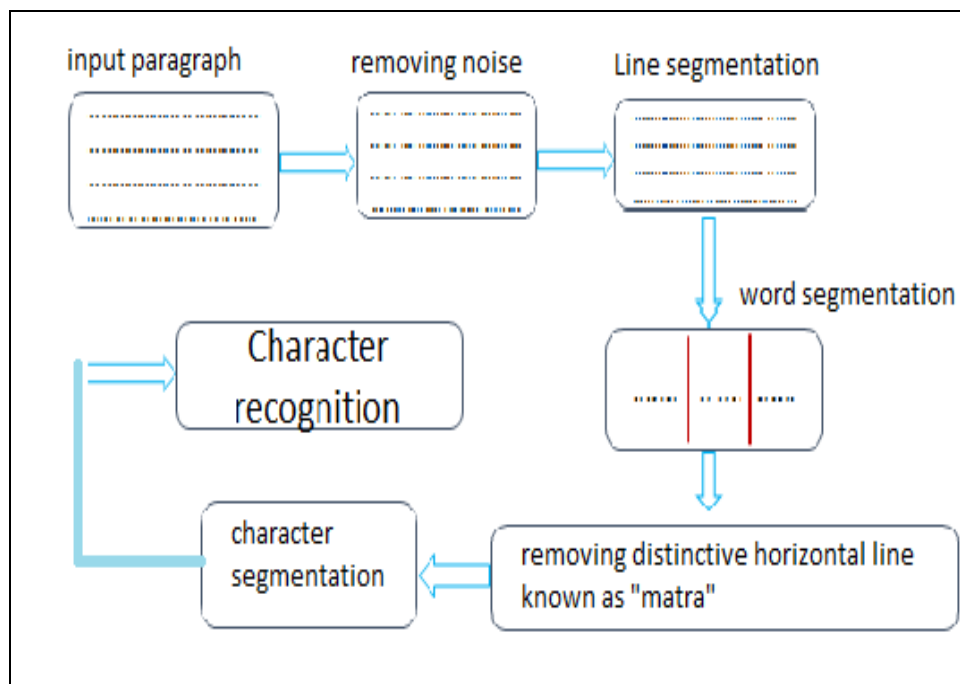 input paragraph
removing noise
Line segmentation
word segmentation
removing distinctive horizontal line
known as "matra"
character
segmentation
Character
recognition